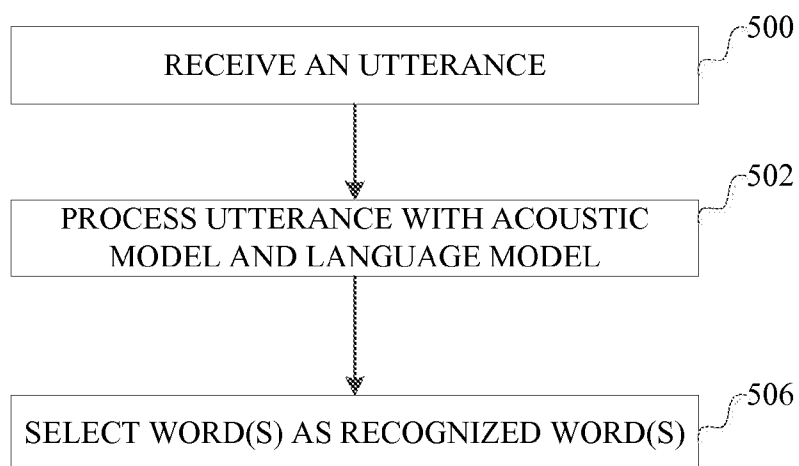 500
RECEIVE AN UTTERANCE
502
PROCESS UTTERANCE WITH ACOUSTIC
MODEL AND LANGUAGE MODEL
506
SELECT WORD(S) AS RECOGNIZED WORD(S)